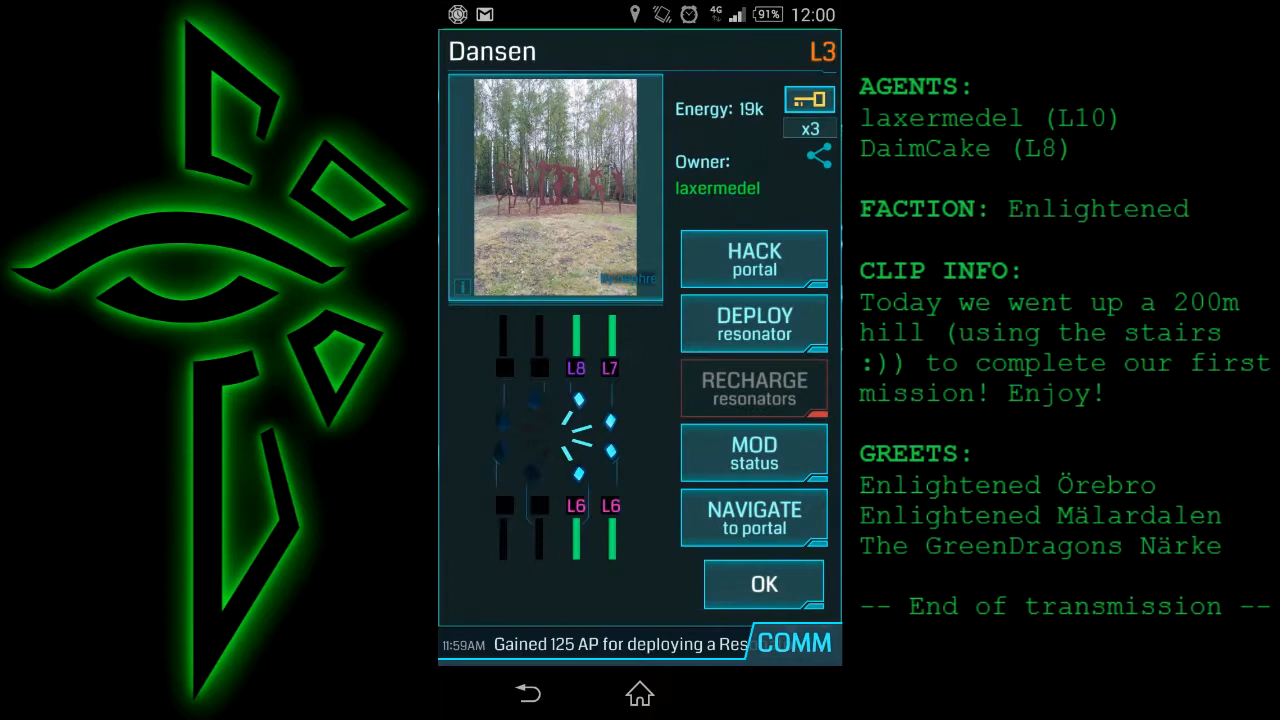 4G
91%
12:00
Dansen
L3
Energy: 19k
x3
Owner:
laxermedel
i
HACK
portal
DEPLOY
resonator
L8
L7
RECHARGE
resonators
MOD
status
L6
L6
NAVIGATE
to portal
OK
11:59AM Gained 125 AP for deploying a Res
COMM
AGENTS:
laxermedel (L10)
DaimCake (L8)
FACTION: Enlightened
CLIP INFO:
Today we went up a 200m
hill (using the stairs
:)) to complete our first
mission! Enjoy!
GREETS:
Enlightened Örebro
Enlightened Mälardalen
The GreenDragons Närke
-- End of transmission --